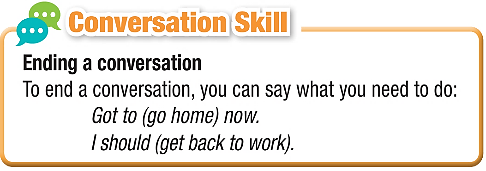 Conversation Skill
Ending a conversation
To end a conversation, you can say what you need to do:
Got to (go home) now.
I should (get back to work).